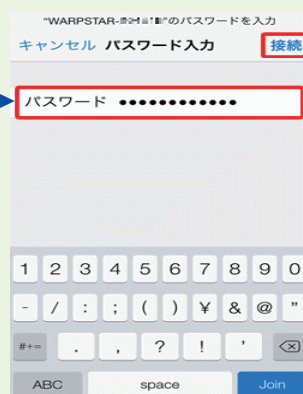 "WARPSTAR-"のパスワードを入力
キャンセル パスワード入力 接続
パスワード ●●●●●●●●●●●●
1 2 3 4 5 6 7 8 9 0
- / : ; ( ) ¥ & @ "
#+= . , ? ! '
ABC space Join